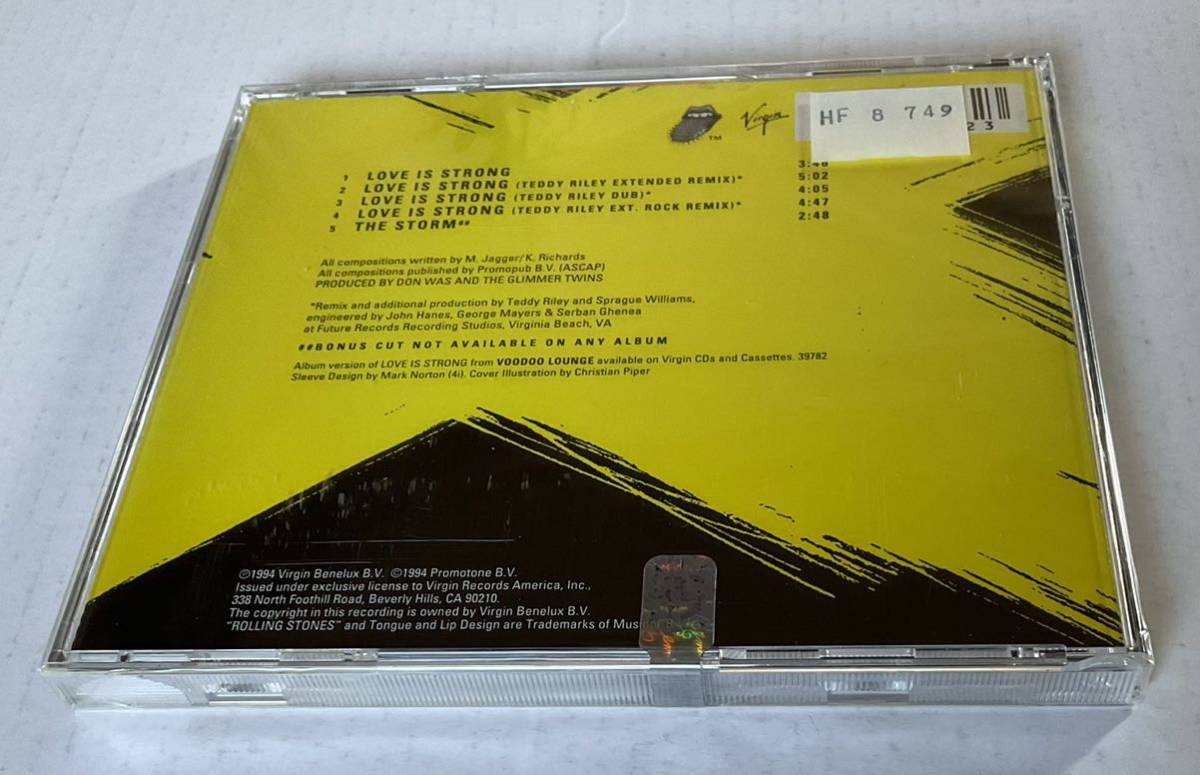 Virgin
HF 8 749
23
TM
1 LOVE IS STRONG 3:48
2 LOVE IS STRONG (TEDDY RILEY EXTENDED REMIX)* 5:02
3 LOVE IS STRONG (TEDDY RILEY DUB)* 4:05
4 LOVE IS STRONG (TEDDY RILEY EXT. ROCK REMIX)* 4:47
5 THE STORM## 2:48
All compositions written by M. Jagger/K. Richards
All compositions published by Promopub B.V. (ASCAP)
PRODUCED BY DON WAS AND THE GLIMMER TWINS
*Remix and additional production by Teddy Riley and Sprague Williams,
engineered by John Hanes, George Mayers & Serban Ghenea
at Future Records Recording Studios, Virginia Beach, VA
##BONUS CUT NOT AVAILABLE ON ANY ALBUM
Album version of LOVE IS STRONG from VOODOO LOUNGE available on Virgin CDs and Cassettes. 39782
Sleeve Design by Mark Norton (4i). Cover Illustration by Christian Piper
℗1994 Virgin Benelux B.V. ©1994 Promotone B.V.
Issued under exclusive license to Virgin Records America, Inc.,
338 North Foothill Road, Beverly Hills, CA 90210.
The copyright in this recording is owned by Virgin Benelux B.V.
"ROLLING STONES" and Tongue and Lip Design are Trademarks of